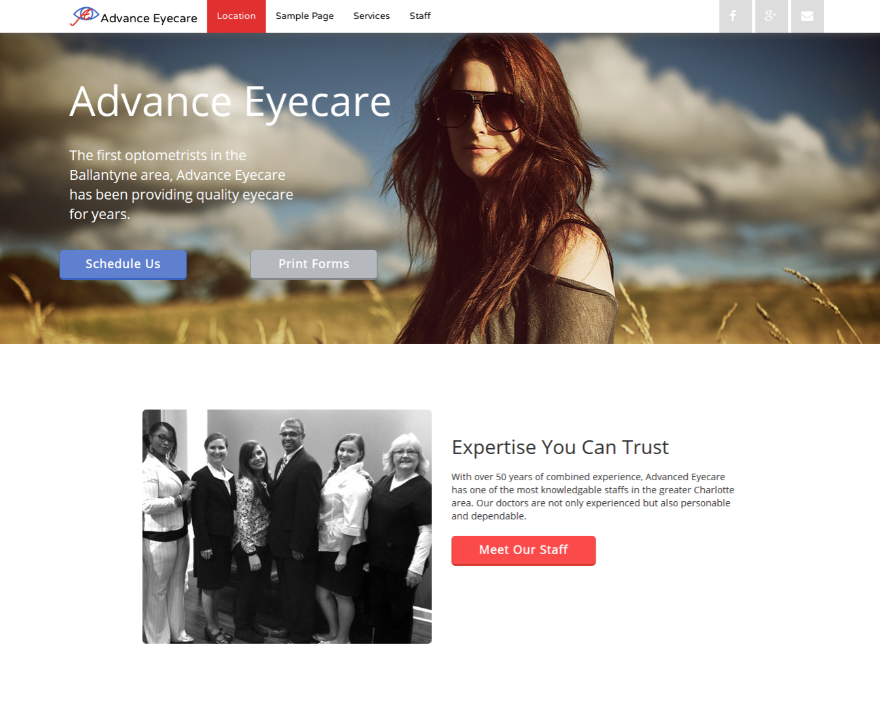 Advance Eyecare
Location
Sample Page
Services
Staff
Advance Eyecare
The first optometrists in the
Ballantyne area, Advance Eyecare
has been providing quality eyecare
for years.
Schedule Us
Print Forms
Expertise You Can Trust
With over 50 years of combined experience, Advanced Eyecare
has one of the most knowledgable staffs in the greater Charlotte
area. Our doctors are not only experienced but also personable
and dependable.
Meet Our Staff